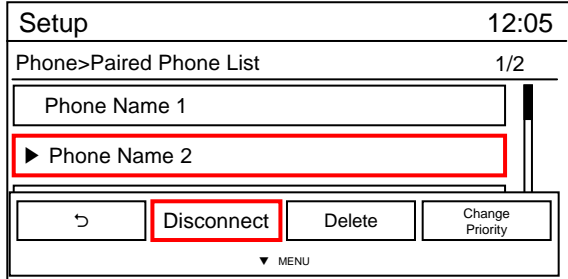 Setup 12:05
Phone>Paired Phone List 1/2
Phone Name 1
▶ Phone Name 2
Disconnect Delete Change
Priority
▼ MENU